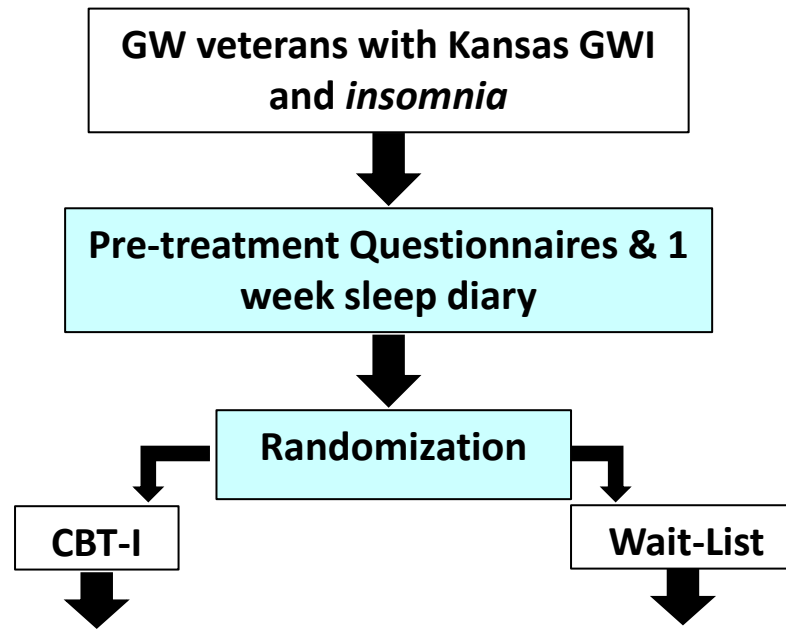 GW veterans with Kansas GWI
and insomnia
Pre-treatment Questionnaires & 1
week sleep diary
Randomization
CBT-I
Wait-List